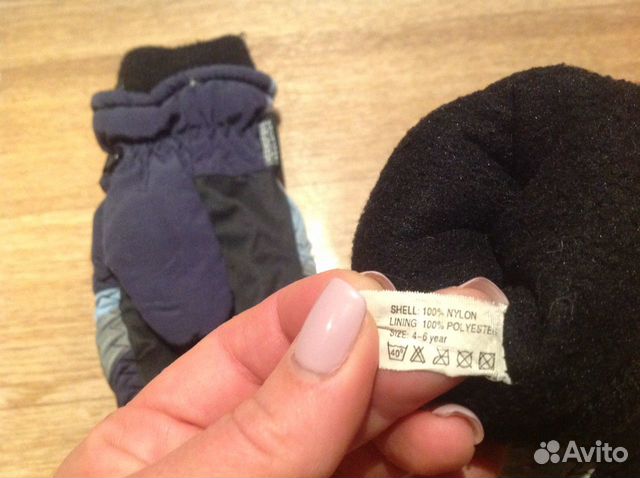 SHELL: 100% NYLON
LINING 100% POLYESTER
SIZE: 4-6 year
40°
Avito